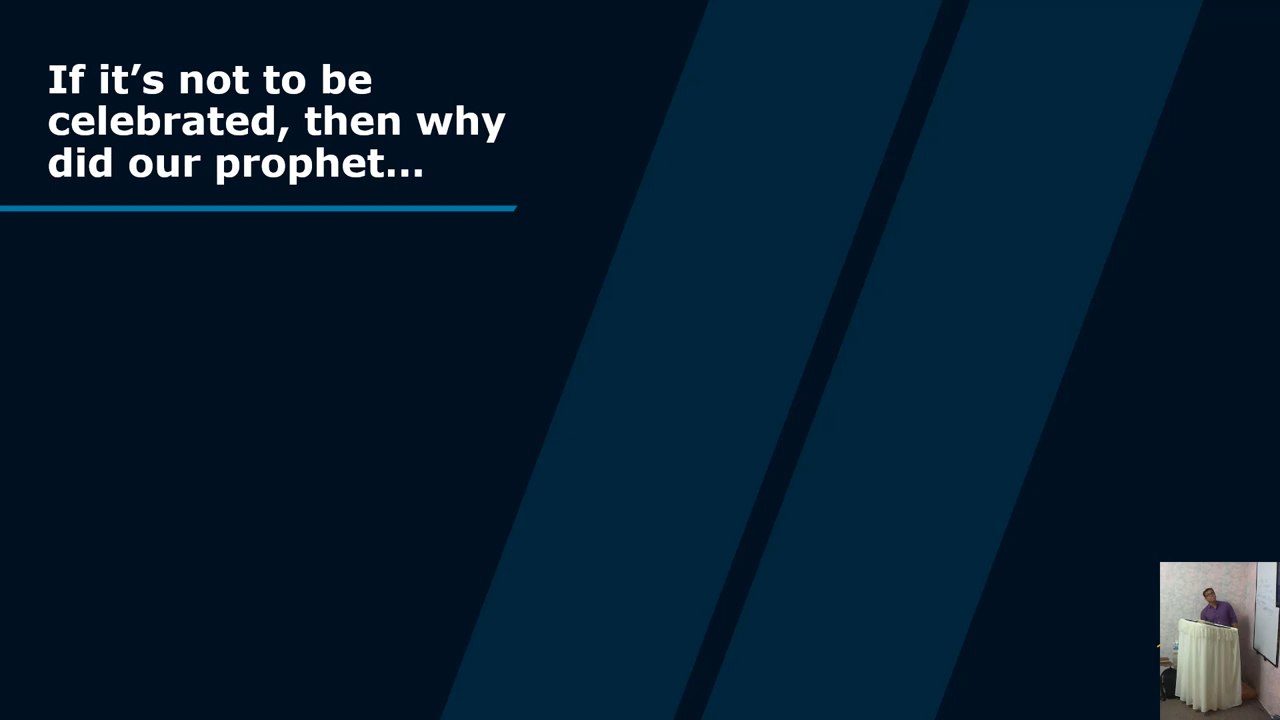 If it’s not to be
celebrated, then why
did our prophet…